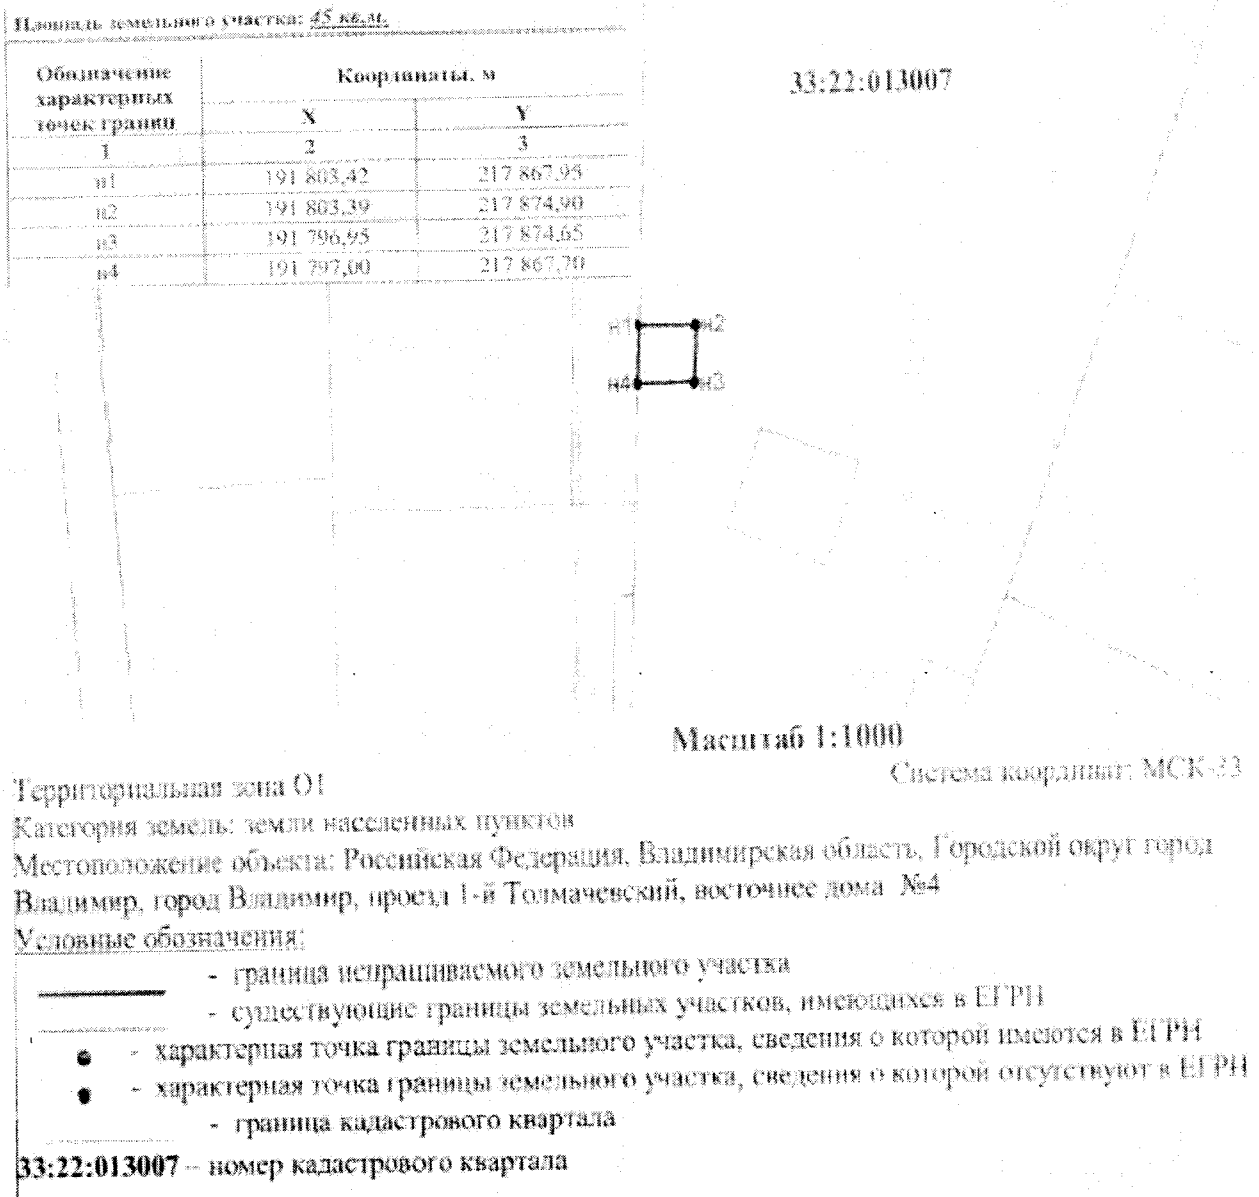 Площадь земельного участка: 45 кв.м.
Обозначение характерных точек границ Координаты, м
X Y
1 2 3
н1 191 803,42 217 867,95
н2 191 803,39 217 874,90
н3 191 796,95 217 874,65
н4 191 797,00 217 867,70
33:22:013007
н1 н2
н4 н3
Масштаб 1:1000
Система координат: МСК-33
Территориальная зона О1
Категория земель: земли населенных пунктов
Местоположение объекта: Российская Федерация, Владимирская область, Городской округ город
Владимир, город Владимир, проезд 1-й Толмачевский, восточнее дома №4
Условные обозначения:
- граница испрашиваемого земельного участка
- существующие границы земельных участков, имеющихся в ЕГРН
- характерная точка границы земельного участка, сведения о которой имеются в ЕГРН
- характерная точка границы земельного участка, сведения о которой отсутствуют в ЕГРН
- граница кадастрового квартала
33:22:013007 – номер кадастрового квартала